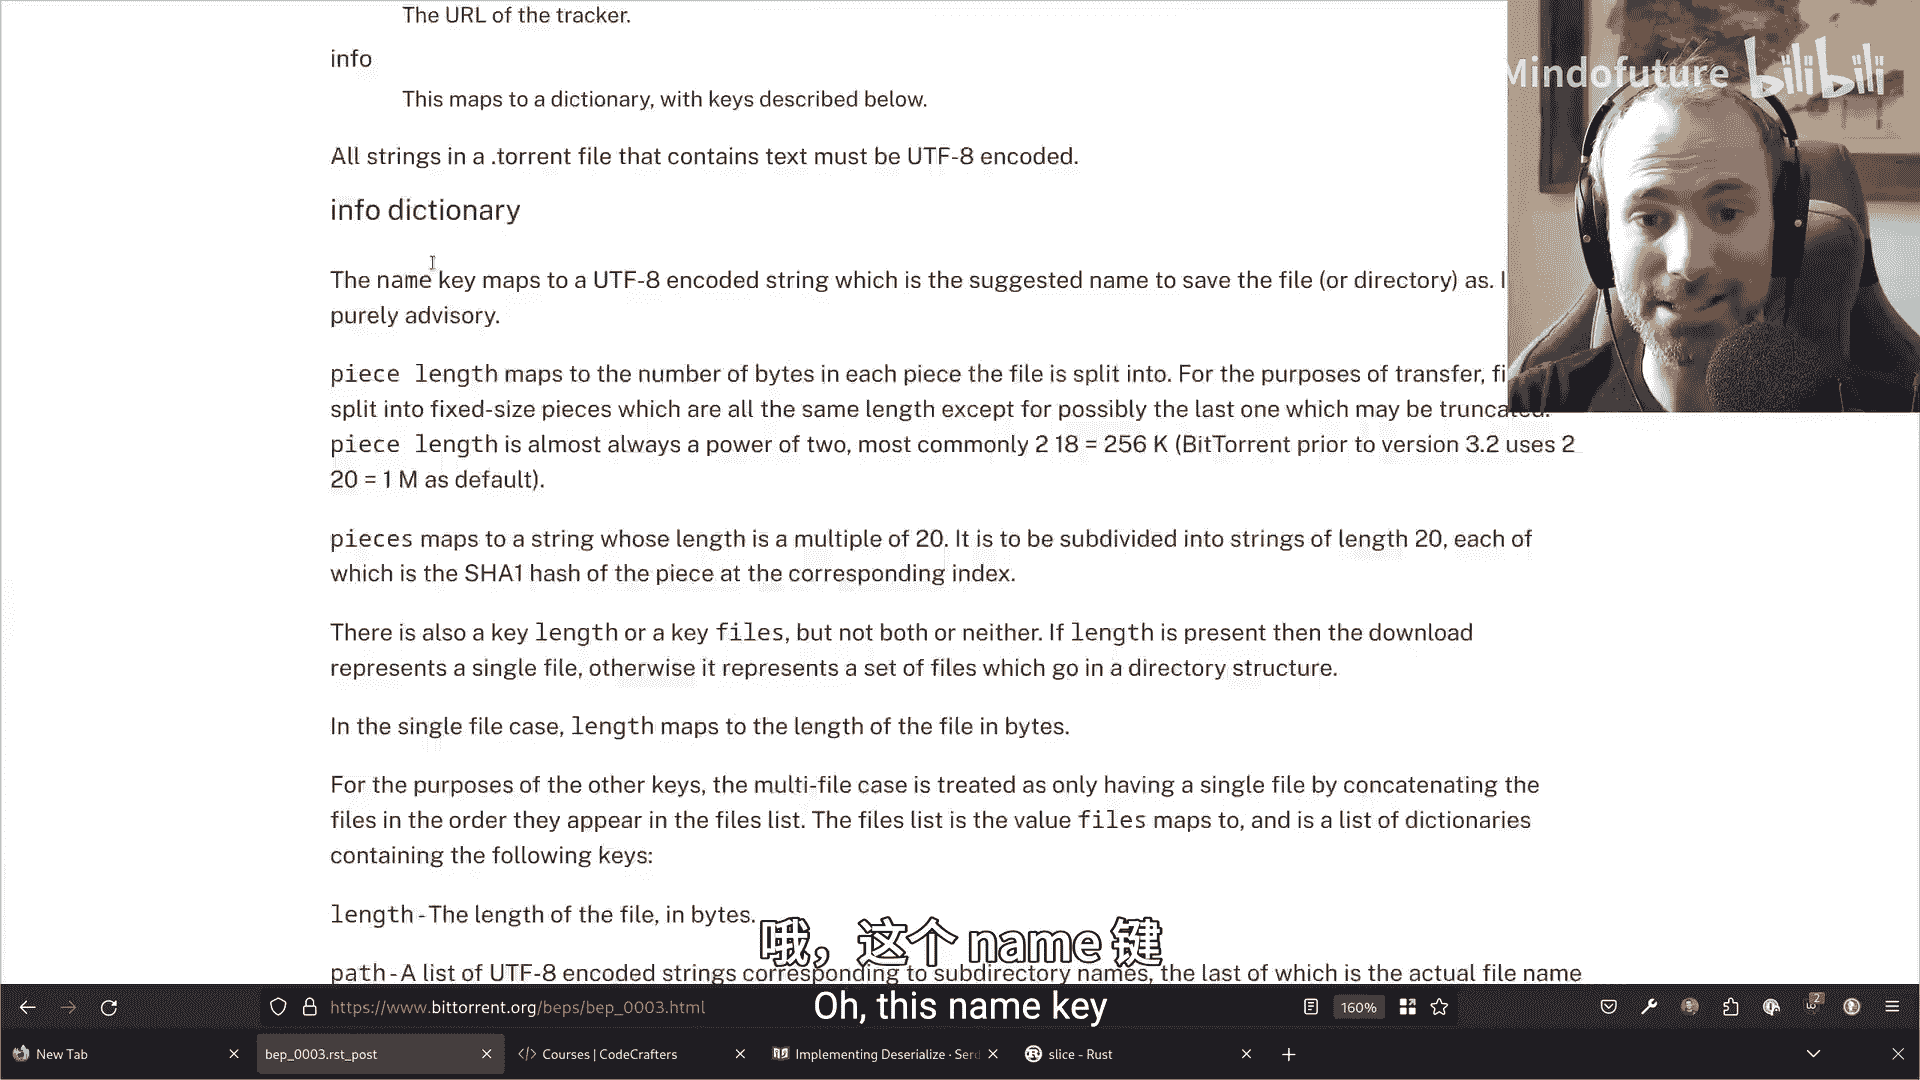 The URL of the tracker.
info
This maps to a dictionary, with keys described below.
All strings in a .torrent file that contains text must be UTF-8 encoded.
info dictionary
The name key maps to a UTF-8 encoded string which is the suggested name to save the file (or directory) as. I
purely advisory.
piece length maps to the number of bytes in each piece the file is split into. For the purposes of transfer, fi
split into fixed-size pieces which are all the same length except for possibly the last one which may be truncated.
piece length is almost always a power of two, most commonly 2 18 = 256 K (BitTorrent prior to version 3.2 uses 2
20 = 1 M as default).
pieces maps to a string whose length is a multiple of 20. It is to be subdivided into strings of length 20, each of
which is the SHA1 hash of the piece at the corresponding index.
There is also a key length or a key files, but not both or neither. If length is present then the download
represents a single file, otherwise it represents a set of files which go in a directory structure.
In the single file case, length maps to the length of the file in bytes.
For the purposes of the other keys, the multi-file case is treated as only having a single file by concatenating the
files in the order they appear in the files list. The files list is the value files maps to, and is a list of dictionaries
containing the following keys:
length - The length of the file, in bytes.
path - A list of UTF-8 encoded strings corresponding to subdirectory names, the last of which is the actual file name
Mindofuture bilibili
哦，这个 name 键
Oh, this name key
https://www.bittorrent.org/beps/bep_0003.html
160%
2
New Tab
bep_0003.rst_post
Courses | CodeCrafters
Implementing Deserialize · Serd
slice - Rust